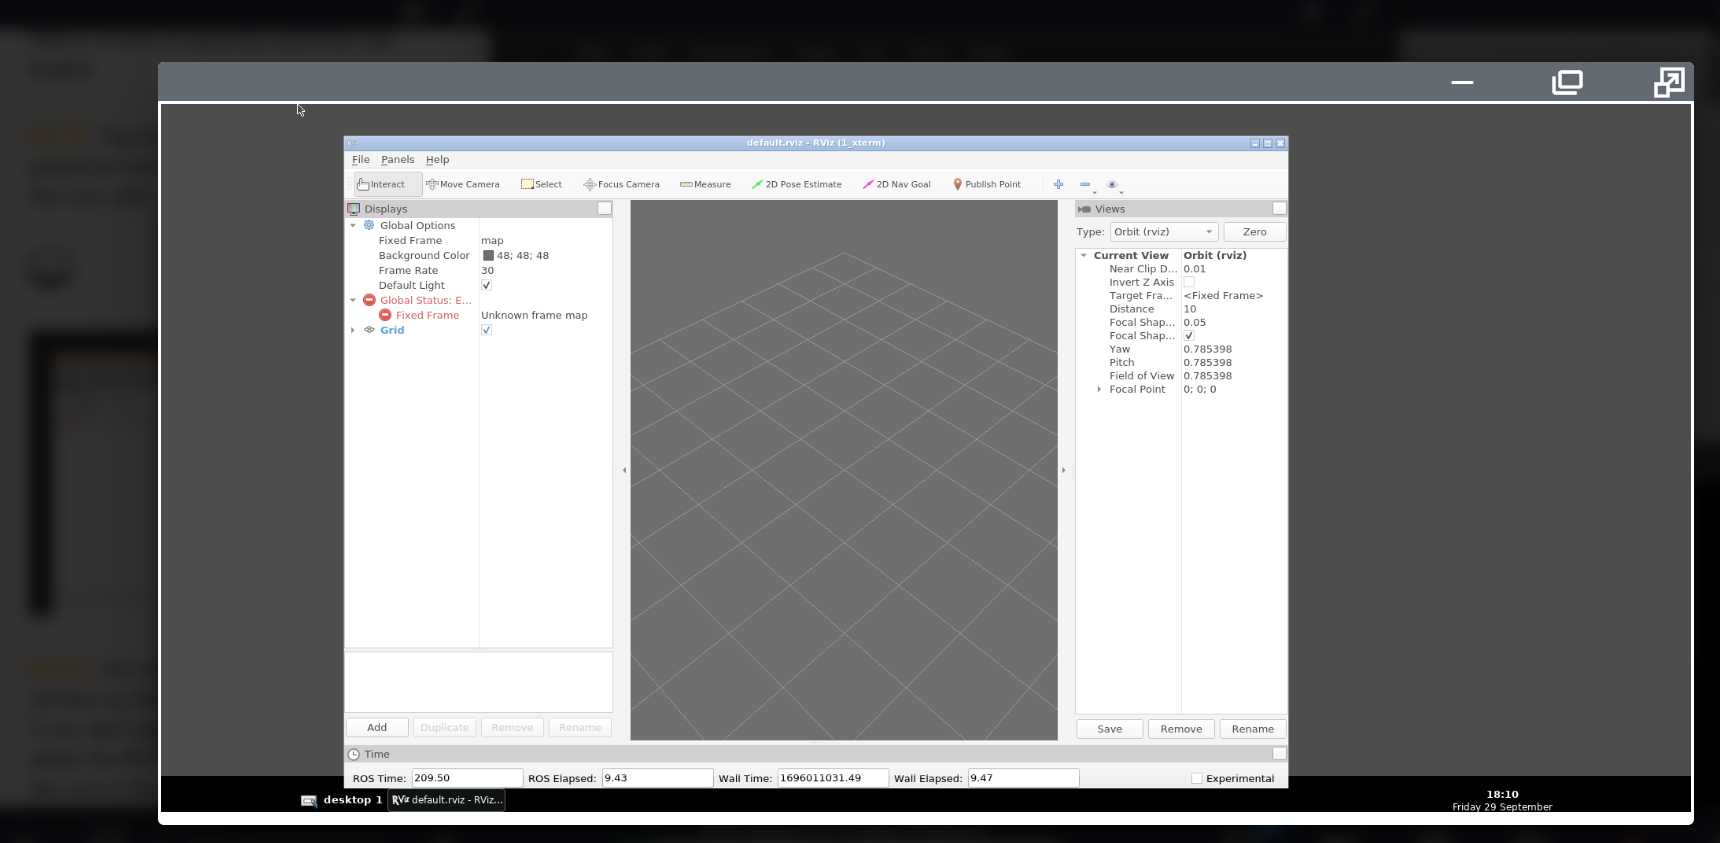 default.rviz - RViz (1_xterm)
File Panels Help
Interact Move Camera Select Focus Camera Measure 2D Pose Estimate 2D Nav Goal Publish Point
Displays
Global Options
Fixed Frame map
Background Color 48; 48; 48
Frame Rate 30
Default Light
Global Status: E...
Fixed Frame Unknown frame map
Grid
Add Duplicate Remove Rename
Views
Type: Orbit (rviz) Zero
Current View Orbit (rviz)
Near Clip D... 0.01
Invert Z Axis
Target Fra... <Fixed Frame>
Distance 10
Focal Shap... 0.05
Focal Shap...
Yaw 0.785398
Pitch 0.785398
Field of View 0.785398
Focal Point 0; 0; 0
Save Remove Rename
Time
ROS Time: 209.50 ROS Elapsed: 9.43 Wall Time: 1696011031.49 Wall Elapsed: 9.47 Experimental
desktop 1 RViz default.rviz - RViz...
18:10
Friday 29 September